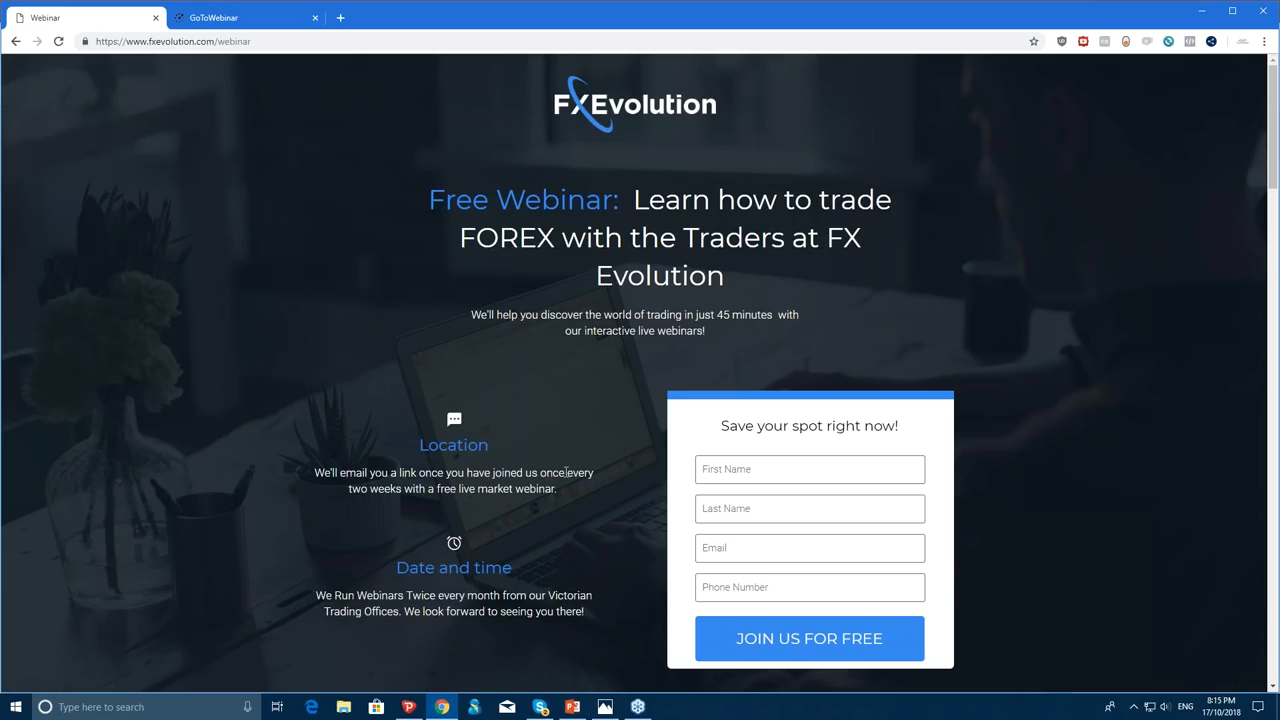 Webinar
GoToWebinar
https://www.fxevolution.com/webinar
FXEvolution
Free Webinar: Learn how to trade
FOREX with the Traders at FX
Evolution
We'll help you discover the world of trading in just 45 minutes with
our interactive live webinars!
Location
We'll email you a link once you have joined us once every
two weeks with a free live market webinar.
Date and time
We Run Webinars Twice every month from our Victorian
Trading Offices. We look forward to seeing you there!
Save your spot right now!
First Name
Last Name
Email
Phone Number
JOIN US FOR FREE
Type here to search
ENG
8:15 PM
17/10/2018